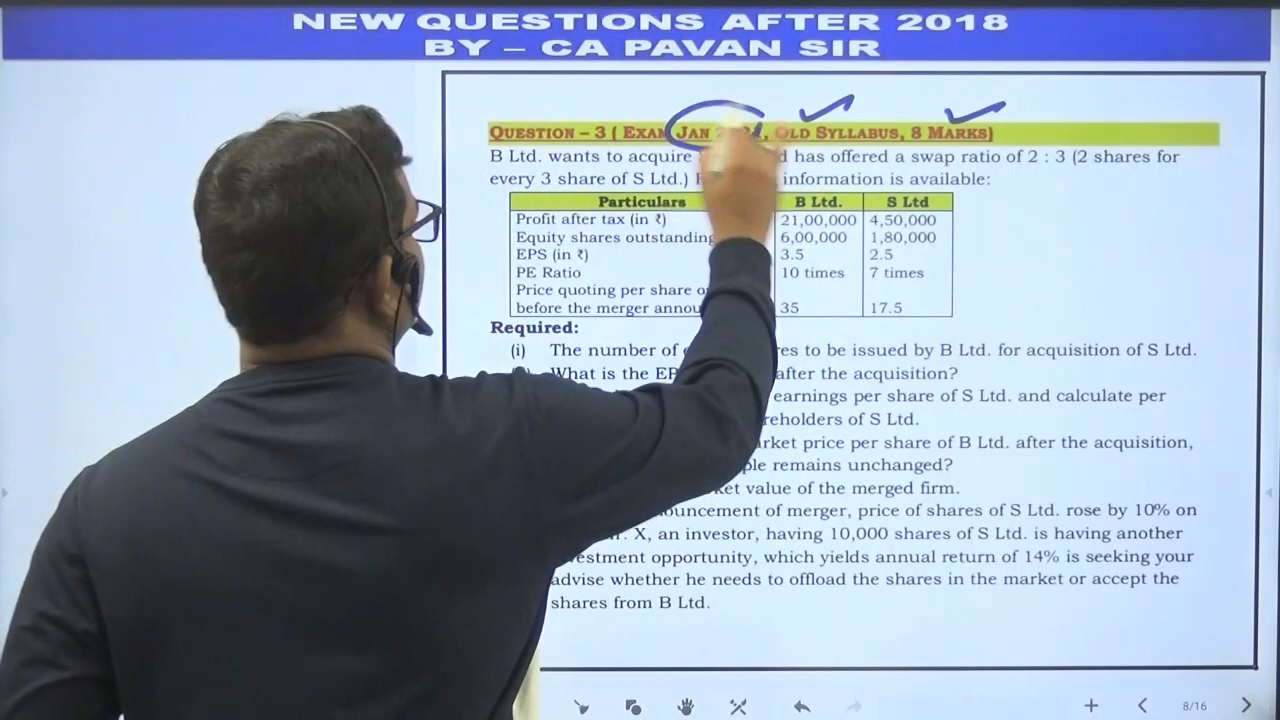 NEW QUESTIONS AFTER 2018
BY – CA PAVAN SIR
QUESTION – 3 ( EXAM JAN , OLD SYLLABUS, 8 MARKS)
B Ltd. wants to acquire has offered a swap ratio of 2 : 3 (2 shares for
every 3 share of S Ltd.) information is available:
Particulars B Ltd. S Ltd
Profit after tax (in ₹) 21,00,000 4,50,000
Equity shares outstanding 6,00,000 1,80,000
EPS (in ₹) 3.5 2.5
PE Ratio 10 times 7 times
Price quoting per share
before the merger 35 17.5
Required:
(i) The number of to be issued by B Ltd. for acquisition of S Ltd.
What is the after the acquisition?
earnings per share of S Ltd. and calculate per
of S Ltd.
price per share of B Ltd. after the acquisition,
remains unchanged?
value of the merged firm.
of merger, price of shares of S Ltd. rose by 10% on
X, an investor, having 10,000 shares of S Ltd. is having another
opportunity, which yields annual return of 14% is seeking your
advise whether he needs to offload the shares in the market or accept the
shares from B Ltd.
8/16